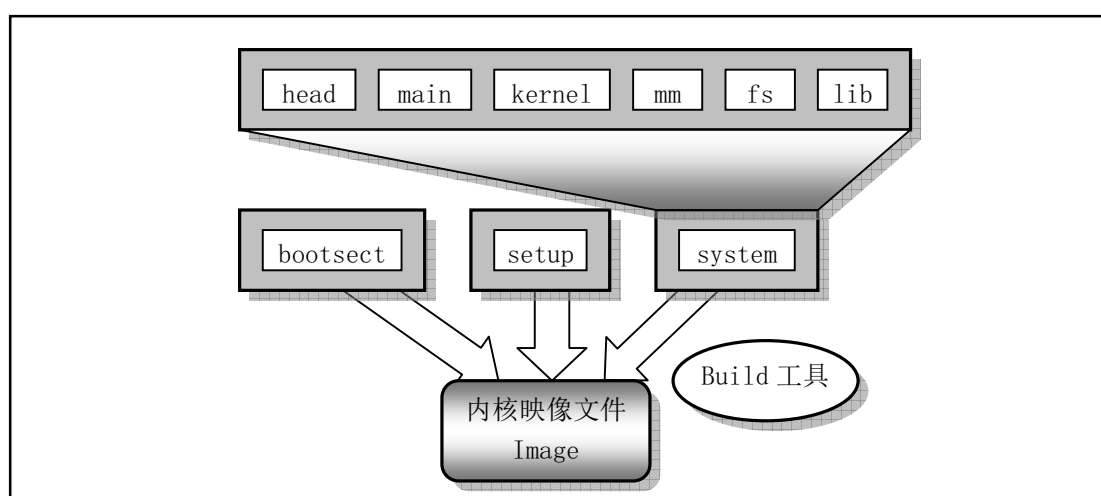 head main kernel mm fs lib
bootsect setup system
Build 工具
内核映像文件
Image